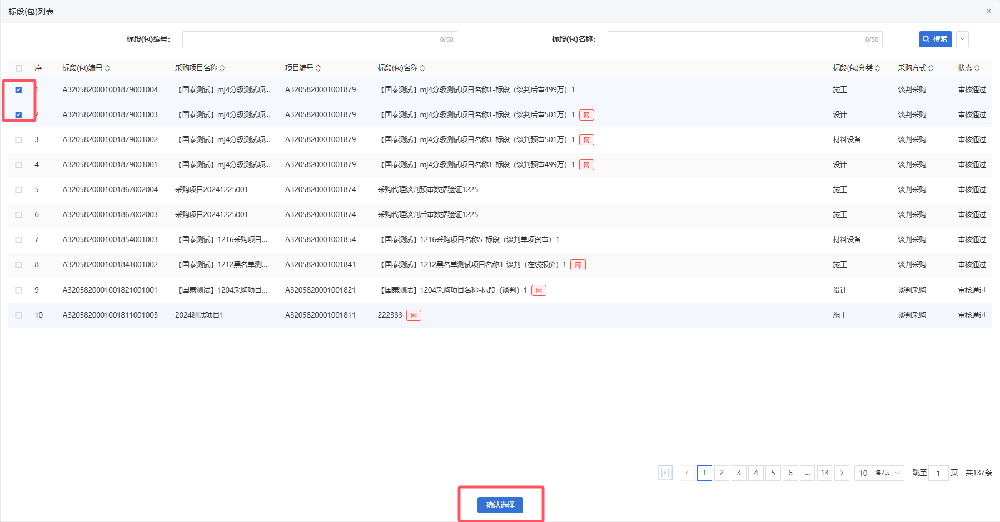 标段(包)列表
标段(包)编号: 0/50 标段(包)名称: 0/50 搜索
序 标段(包)编号 采购项目名称 项目编号 标段(包)名称 标段(包)分类 采购方式 状态
1 A3205820001001879001004 【国泰测试】mj4分级测试项... A3205820001001879 【国泰测试】mj4分级测试项目名称1-标段（谈判后审499万）1 施工 谈判采购 审核通过
2 A3205820001001879001003 【国泰测试】mj4分级测试项... A3205820001001879 【国泰测试】mj4分级测试项目名称1-标段（谈判后审501万）1 网 设计 谈判采购 审核通过
3 A3205820001001879001002 【国泰测试】mj4分级测试项... A3205820001001879 【国泰测试】mj4分级测试项目名称1-标段（谈判预审501万）1 网 材料设备 谈判采购 审核通过
4 A3205820001001879001001 【国泰测试】mj4分级测试项... A3205820001001879 【国泰测试】mj4分级测试项目名称1-标段（谈判预审499万）1 网 设计 谈判采购 审核通过
5 A3205820001001867002004 采购项目20241225001 A3205820001001874 采购代理谈判预审数据验证1225 施工 谈判采购 审核通过
6 A3205820001001867002003 采购项目20241225001 A3205820001001874 采购代理谈判后审数据验证1225 施工 谈判采购 审核通过
7 A3205820001001854001003 【国泰测试】1216采购项目... A3205820001001854 【国泰测试】1216采购项目名称5-标段（谈判单项资审）1 材料设备 谈判采购 审核通过
8 A3205820001001841001002 【国泰测试】1212黑名单测... A3205820001001841 【国泰测试】1212黑名单测试项目名称1-谈判（在线报价）1 网 施工 谈判采购 审核通过
9 A3205820001001821001001 【国泰测试】1204采购项目... A3205820001001821 【国泰测试】1204采购项目名称-标段（谈判）1 网 设计 谈判采购 审核通过
10 A3205820001001811001003 2024测试项目1 A3205820001001811 222333 网 施工 谈判采购 审核通过
1 2 3 4 5 6 ... 14 10 条/页 跳至 1 页 共137条
确认选择